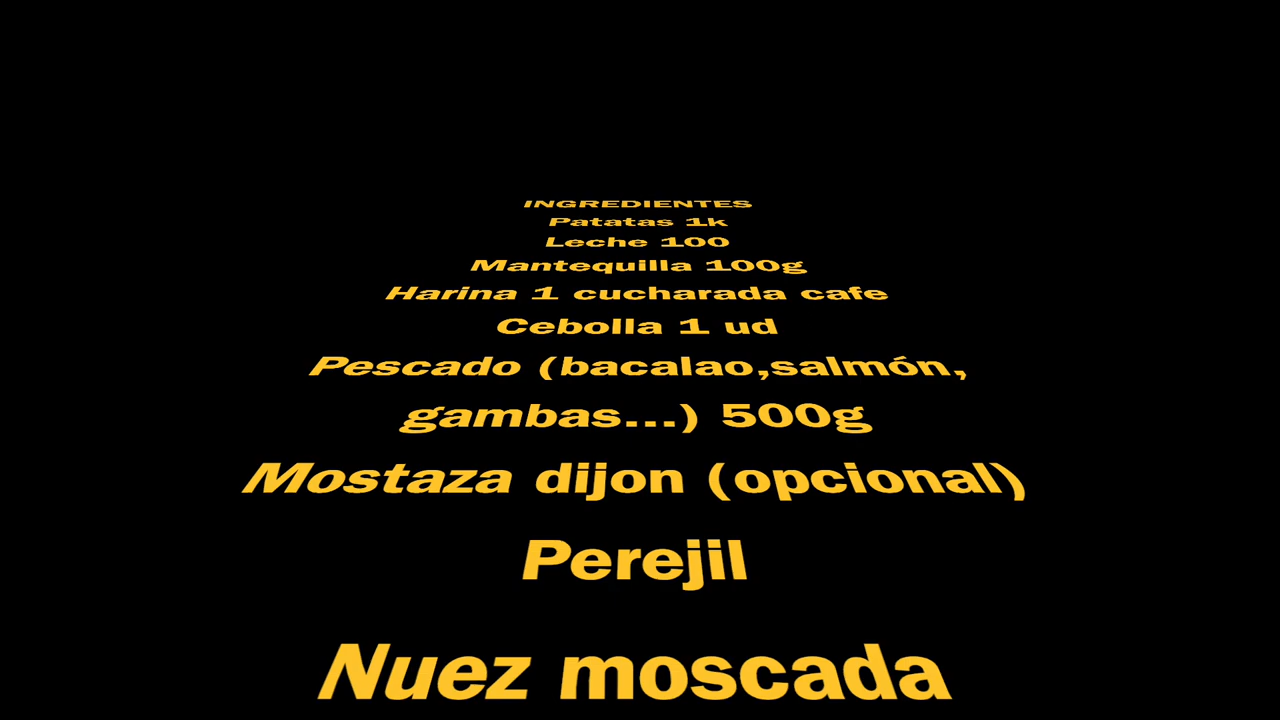 INGREDIENTES
Patatas 1k
Leche 100
Mantequilla 100g
Harina 1 cucharada cafe
Cebolla 1 ud
Pescado (bacalao,salmón,
gambas...) 500g
Mostaza dijon (opcional)
Perejil
Nuez moscada